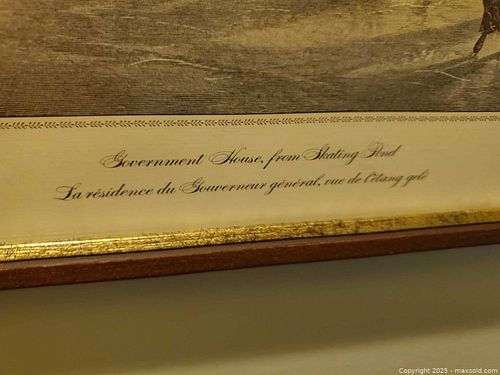 Government House, from Skating Pond
La résidence du Gouverneur général, vue de l'étang gelé
Copyright 2025 - maxsold.com